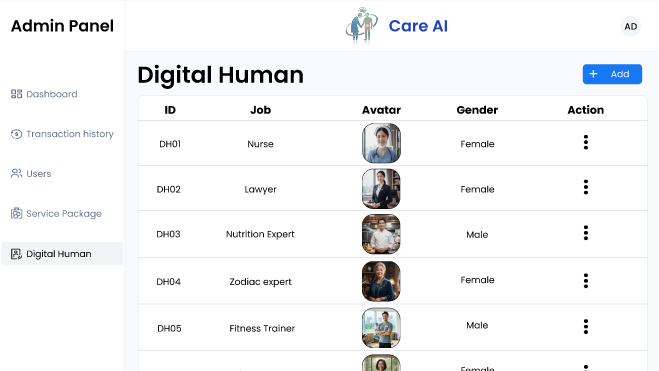 Admin Panel
Care AI
AD
Dashboard
Transaction history
Users
Service Package
Digital Human
Digital Human
+ Add
ID Job Avatar Gender Action
DH01 Nurse Female
DH02 Lawyer Female
DH03 Nutrition Expert Male
DH04 Zodiac expert Female
DH05 Fitness Trainer Male
Female